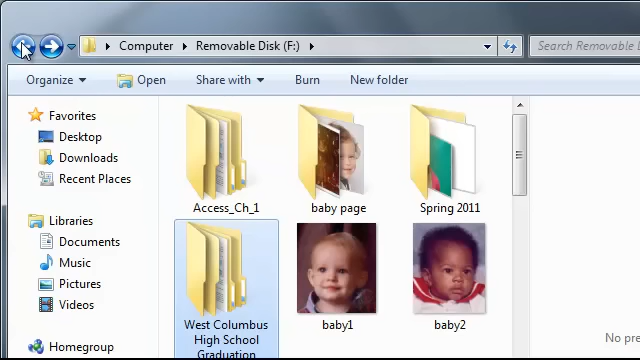 Computer Removable Disk (F:)
Search Removable D
Organize Open Share with Burn New folder
Favorites
Desktop
Downloads
Recent Places
Libraries
Documents
Music
Pictures
Videos
Homegroup
Access_Ch_1
baby page
Spring 2011
West Columbus
High School
Graduation
baby1
baby2
No pre